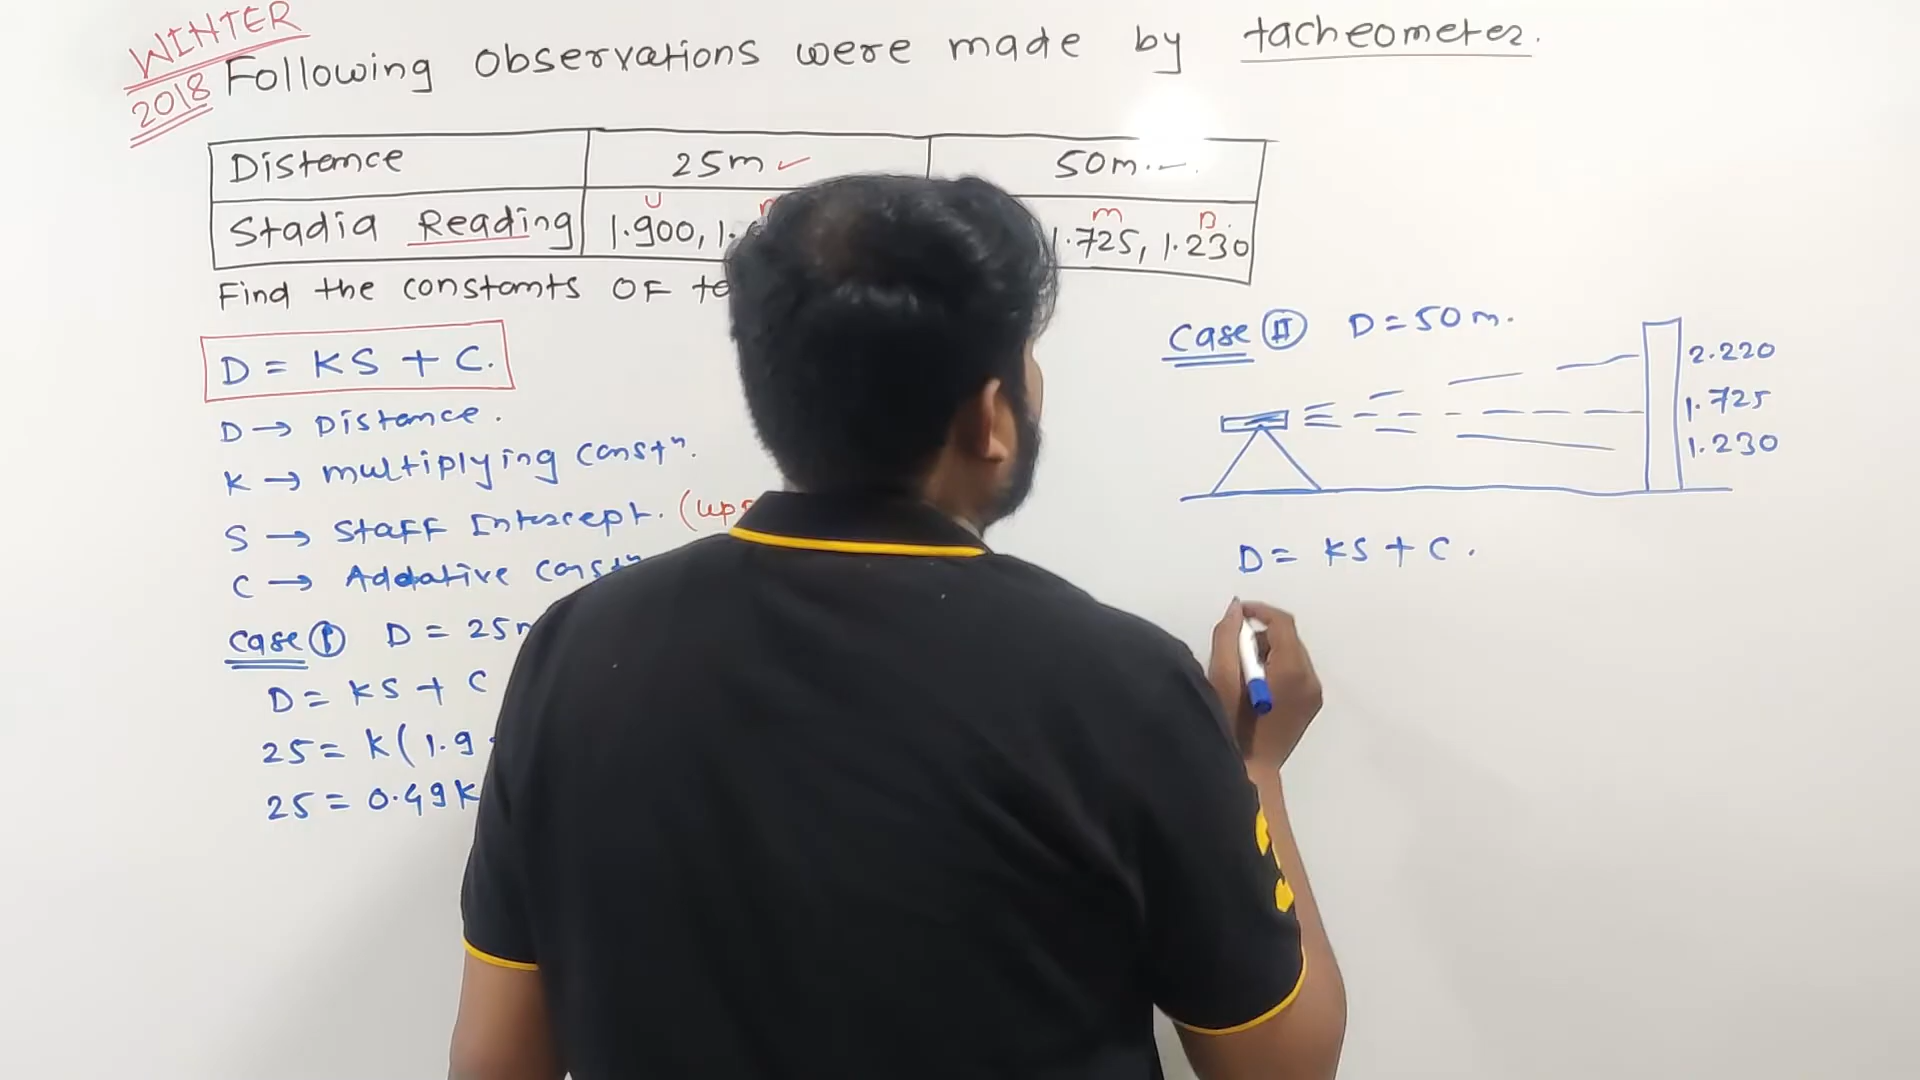 WINTER
2018
Following observations were made by tacheometer.
Distance 25m 50m.
U m B.
Stadia Reading 1.900, 1. 1.725, 1.230
Find the constants OF
D = KS + C.
D → Distance.
K → multiplying constⁿ.
S → Staff Intercept.
C → Addative constⁿ
Case I D = 25m
D = KS + C
25 = K(1.9
25 = 0.49K
Case II D = 50m.
2.220
1.725
1.230
D = KS + C.